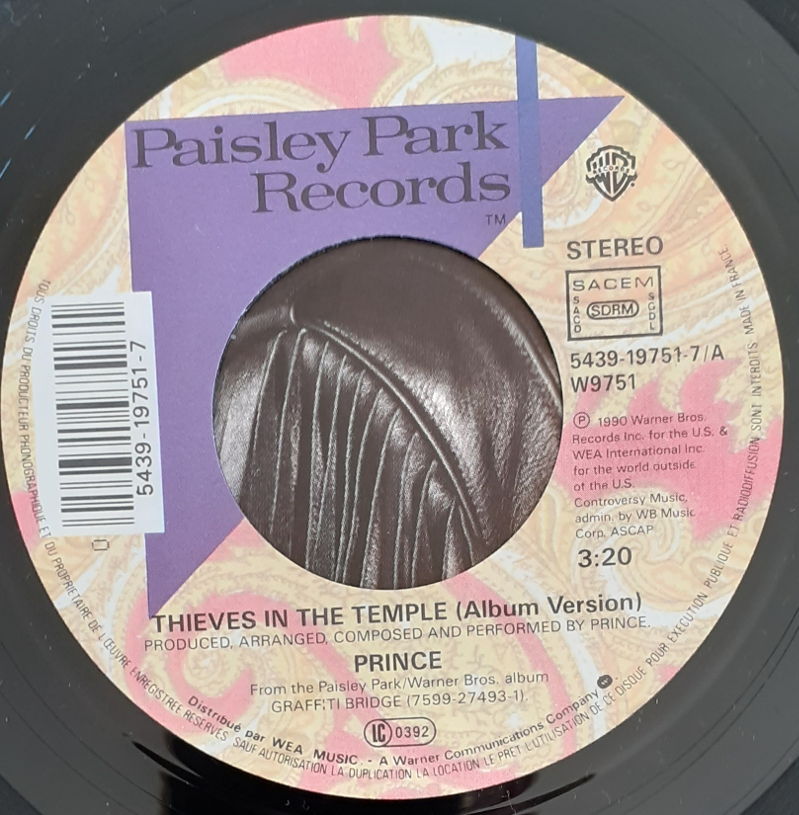 Paisley Park
Records
TM
WB
RECORDS
STEREO
SACEM
SACD
SDRM
SGDL
5439-19751-7/A
W9751
Ⓟ 1990 Warner Bros.
Records Inc. for the U.S. &
WEA International Inc.
for the world outside
of the U.S.
Controversy Music,
admin. by WB Music
Corp. ASCAP
3:20
5439-19751-7
0
THIEVES IN THE TEMPLE (Album Version)
PRODUCED, ARRANGED, COMPOSED AND PERFORMED BY PRINCE.
PRINCE
From the Paisley Park/Warner Bros. album
GRAFFITI BRIDGE (7599-27493-1).
LC 0392
Distribué par WEA MUSIC. - A Warner Communications Company
TOUS DROITS DU PRODUCTEUR PHONOGRAPHIQUE ET DU PROPRIETAIRE DE L'ŒUVRE ENREGISTREE RESERVES SAUF AUTORISATION LA DUPLICATION LA LOCATION LE PRET L'UTILISATION DE CE DISQUE POUR EXECUTION PUBLIQUE ET RADIODIFFUSION SONT INTERDITS MADE IN FRANCE.